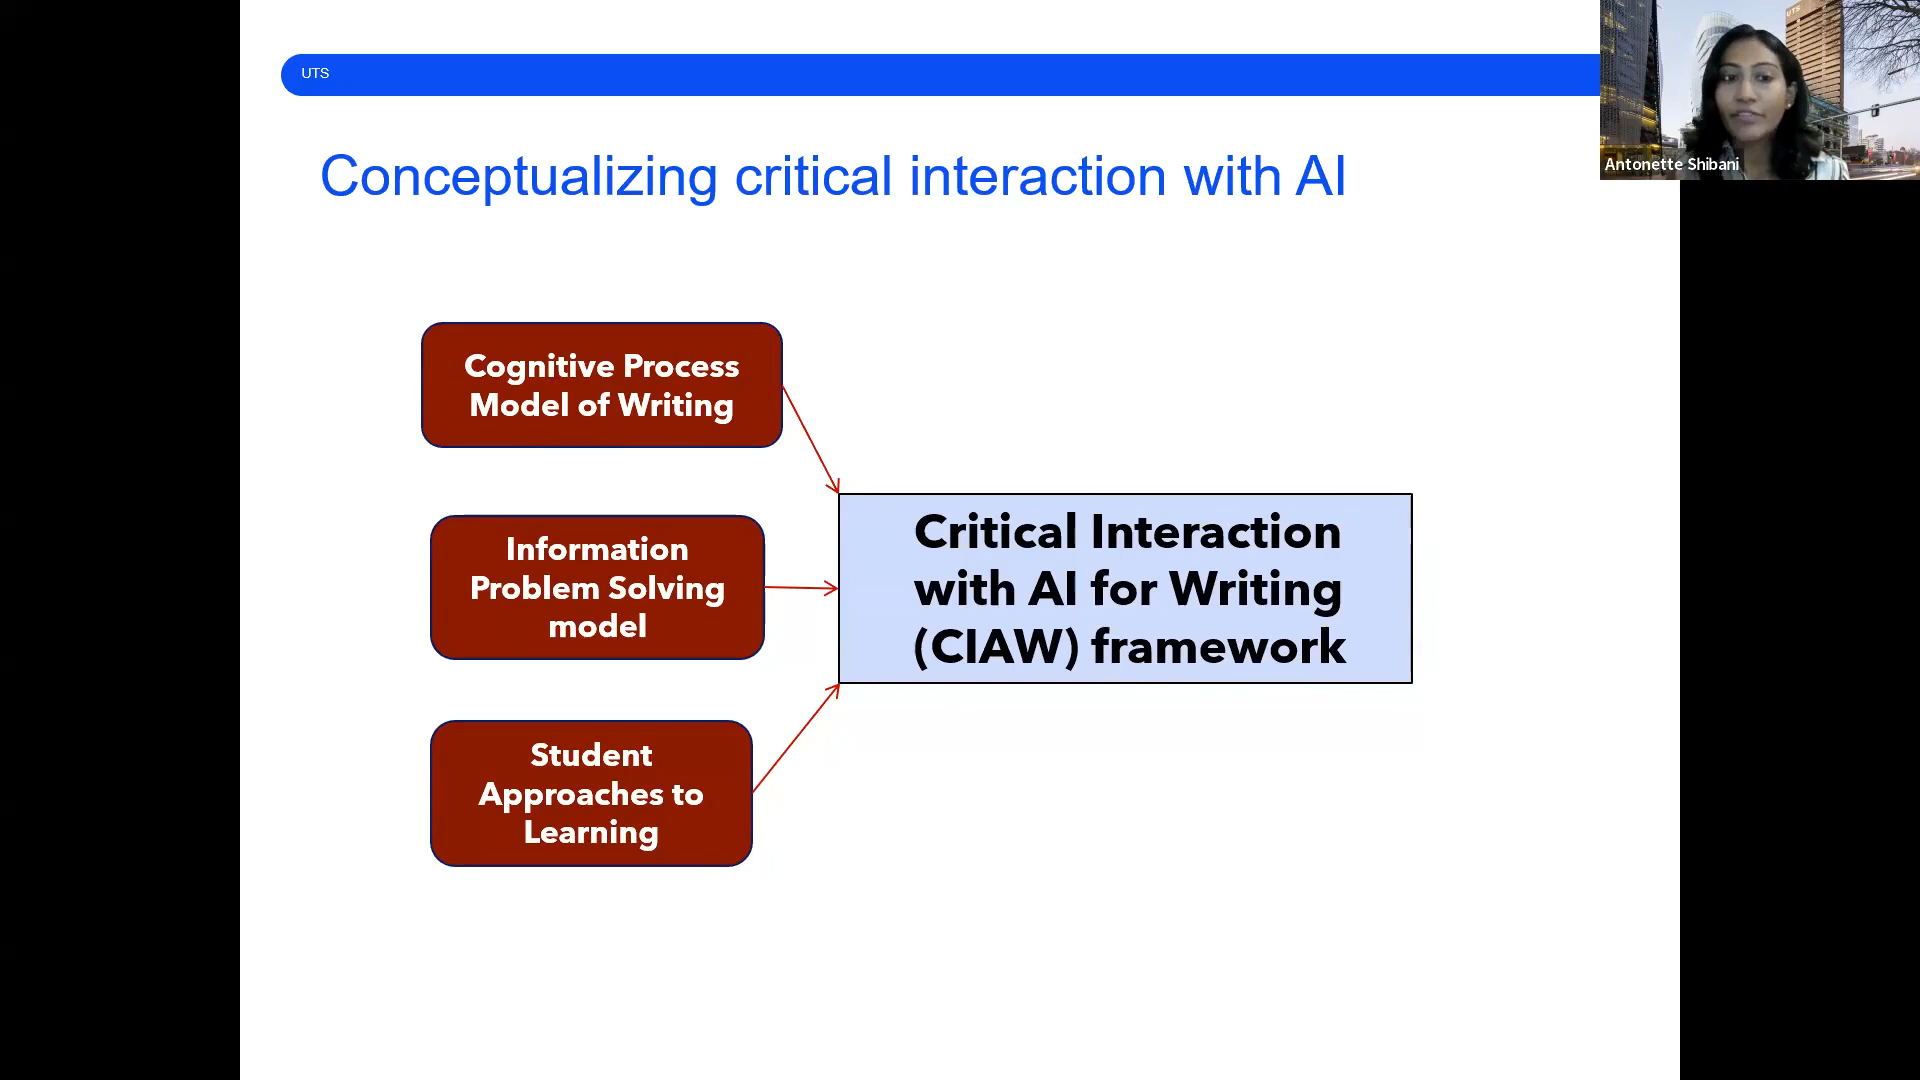 UTS
Conceptualizing critical interaction with AI
Cognitive Process
Model of Writing
Information
Problem Solving
model
Student
Approaches to
Learning
Critical Interaction
with AI for Writing
(CIAW) framework
UTS
Antonette Shibani